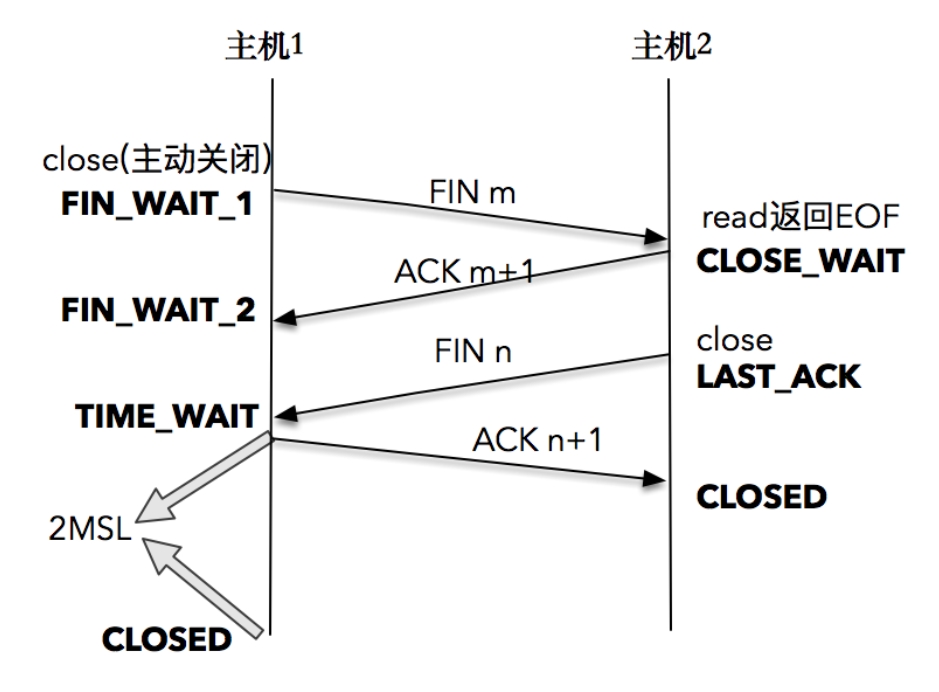 主机1
主机2
close(主动关闭)
FIN_WAIT_1
FIN m
read返回EOF
CLOSE_WAIT
ACK m+1
FIN_WAIT_2
close
FIN n
LAST_ACK
TIME_WAIT
ACK n+1
CLOSED
2MSL
CLOSED